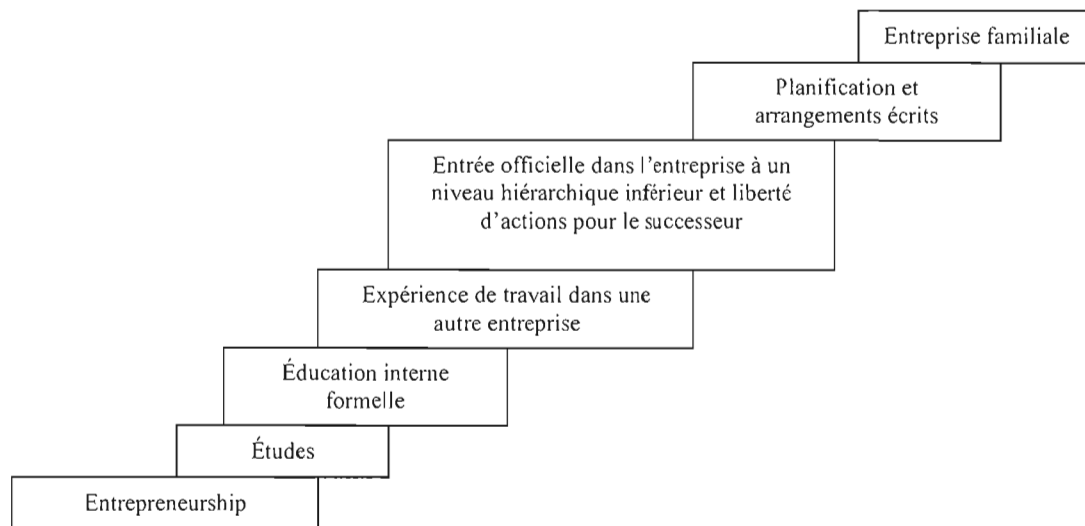 Entreprise familiale
Planification et
arrangements écrits
Entrée officielle dans l'entreprise à un
niveau hiérarchique inférieur et liberté
d'actions pour le successeur
Expérience de travail dans une
autre entreprise
Éducation interne
formelle
Études
Entrepreneurship